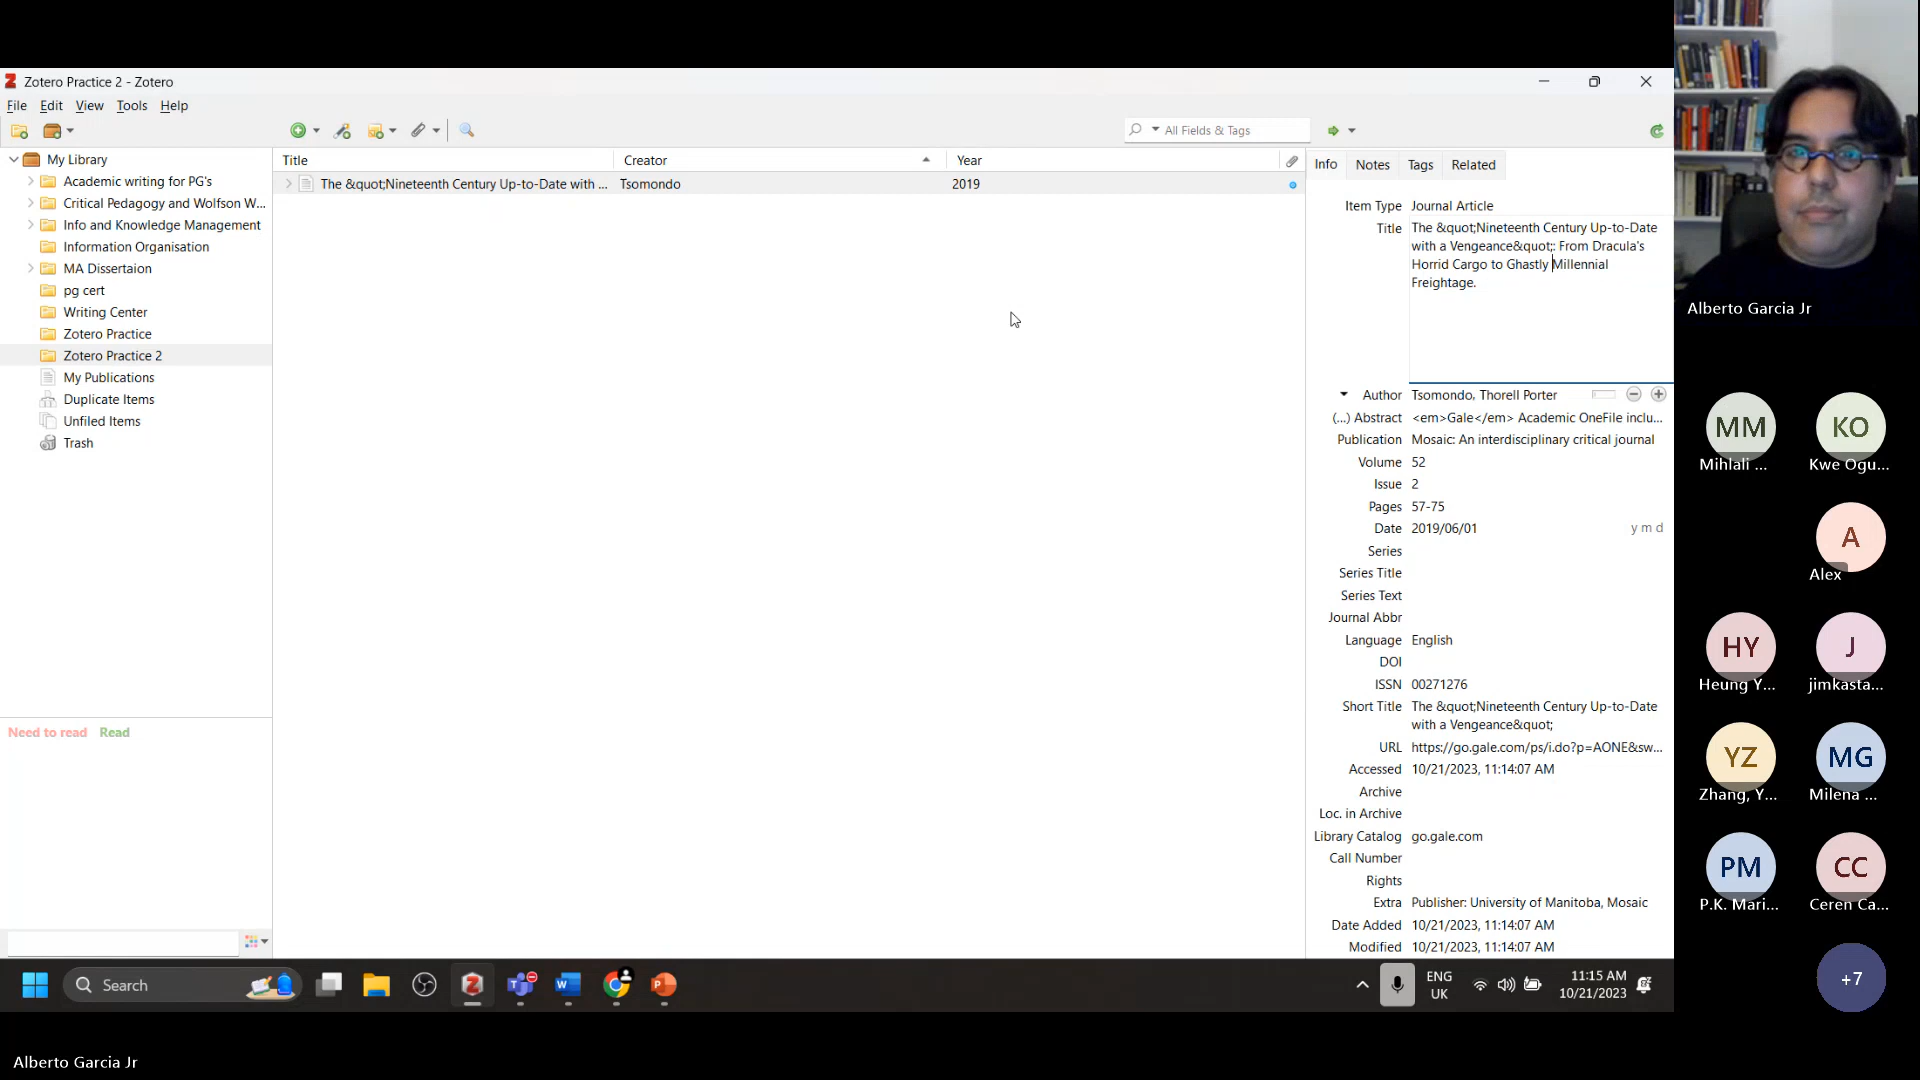 Zotero Practice 2 - Zotero
File Edit View Tools Help
All Fields & Tags
My Library
Academic writing for PG's
Critical Pedagogy and Wolfson W...
Info and Knowledge Management
Information Organisation
MA Dissertaion
pg cert
Writing Center
Zotero Practice
Zotero Practice 2
My Publications
Duplicate Items
Unfiled Items
Trash
Need to read Read
Title Creator Year
The &quot;Nineteenth Century Up-to-Date with ... Tsomondo 2019
Info Notes Tags Related
Item Type Journal Article
Title The &quot;Nineteenth Century Up-to-Date
with a Vengeance&quot;: From Dracula's
Horrid Cargo to Ghastly Millennial
Freightage.
Author Tsomondo, Thorell Porter
(...) Abstract <em>Gale</em> Academic OneFile inclu...
Publication Mosaic: An interdisciplinary critical journal
Volume 52
Issue 2
Pages 57-75
Date 2019/06/01 y m d
Series
Series Title
Series Text
Journal Abbr
Language English
DOI
ISSN 00271276
Short Title The &quot;Nineteenth Century Up-to-Date
with a Vengeance&quot;
URL https://go.gale.com/ps/i.do?p=AONE&sw...
Accessed 10/21/2023, 11:14:07 AM
Archive
Loc. in Archive
Library Catalog go.gale.com
Call Number
Rights
Extra Publisher: University of Manitoba, Mosaic
Date Added 10/21/2023, 11:14:07 AM
Modified 10/21/2023, 11:14:07 AM
Search
ENG
UK
11:15 AM
10/21/2023
Alberto Garcia Jr
MM KO
Mihlali ... Kwe Ogu...
A
Alex
HY J
Heung Y... jimkasta...
YZ MG
Zhang, Y... Milena ...
PM CC
P.K. Mari... Ceren Ca...
+7
Alberto Garcia Jr